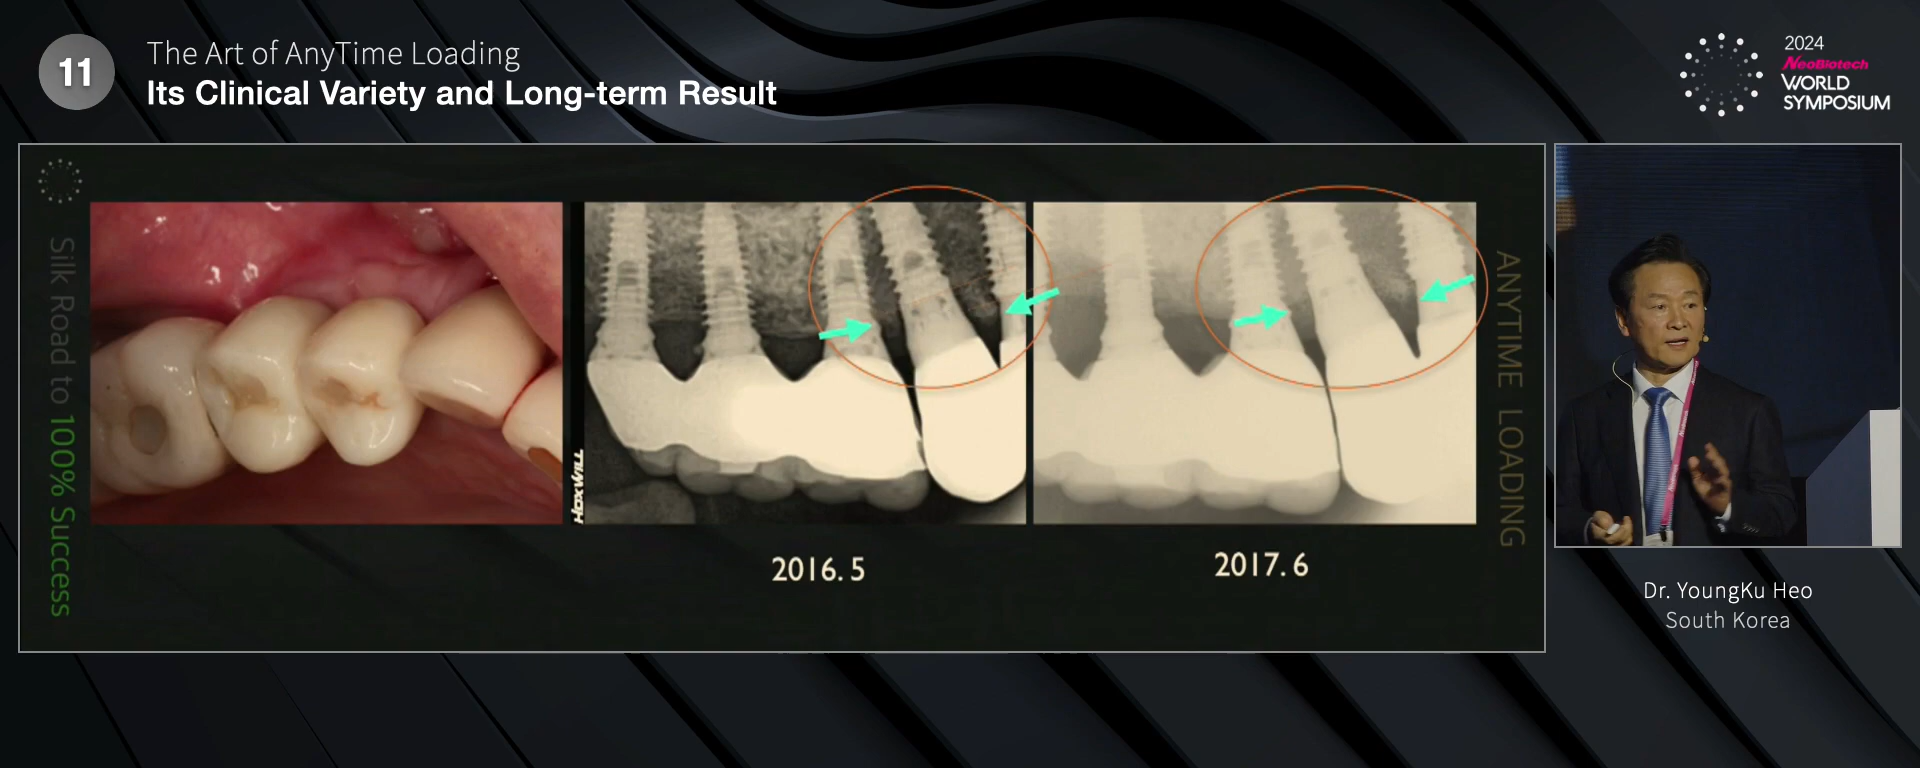 11
The Art of AnyTime Loading
Its Clinical Variety and Long-term Result
2024
NeoBiotech
WORLD
SYMPOSIUM
Silk Road to 100% Success
HOXWILL
2016.5
2017.6
ANYTIME LOADING
Dr. YoungKu Heo
South Korea